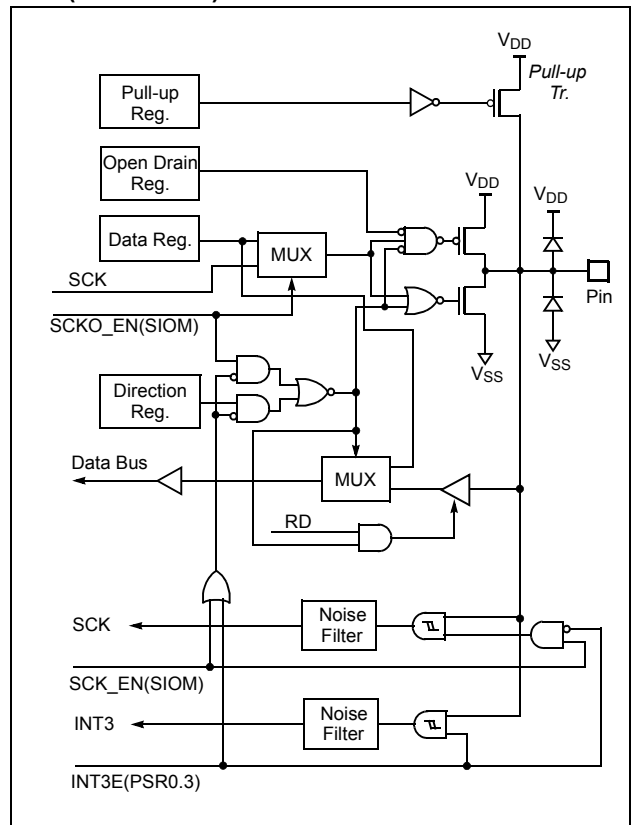 VDD
Pull-up
Tr.
Pull-up
Reg.
Open Drain
Reg.
VDD
VDD
Data Reg.
MUX
SCK
Pin
SCKO_EN(SIOM)
VSS
VSS
Direction
Reg.
Data Bus
MUX
RD
SCK
Noise
Filter
SCK_EN(SIOM)
INT3
Noise
Filter
INT3E(PSR0.3)